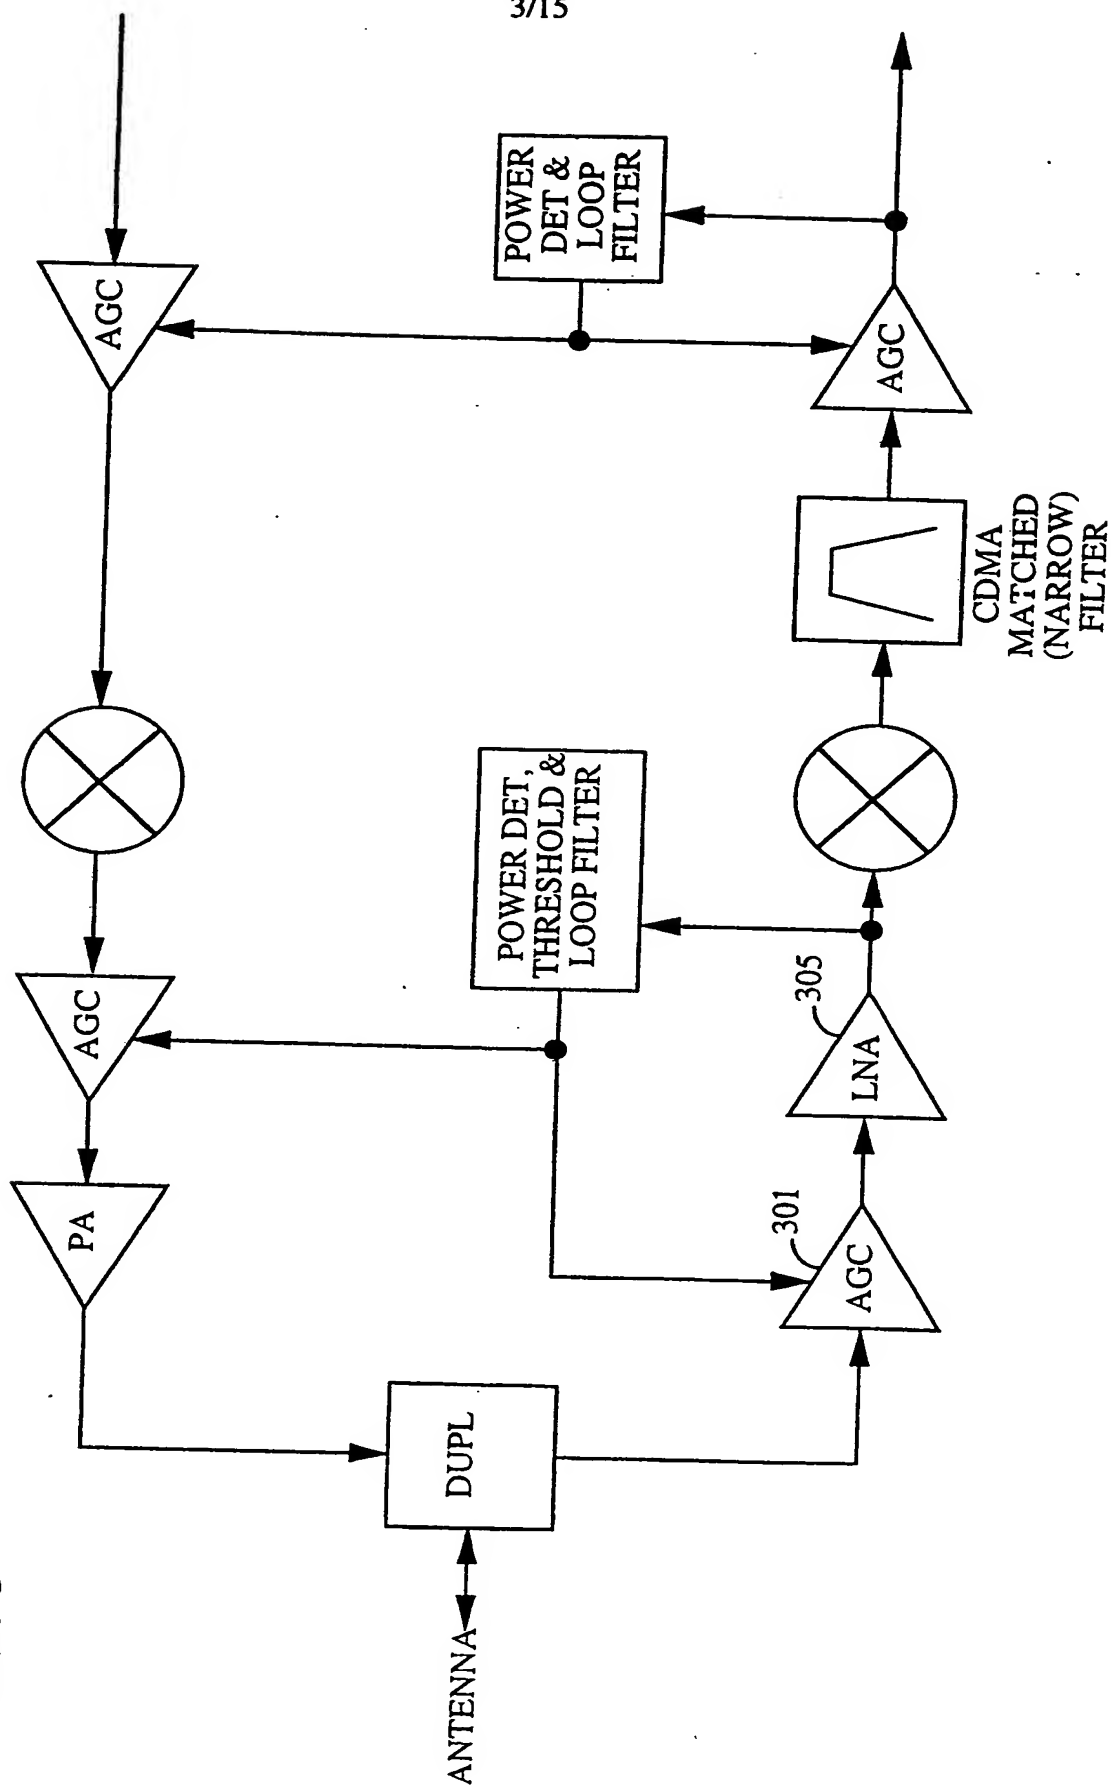 3/15
ANTENNA
DUPL
PA
AGC
AGC
POWER DET,
THRESHOLD &
LOOP FILTER
POWER
DET &
LOOP
FILTER
301
AGC
305
LNA
CDMA
MATCHED
(NARROW)
FILTER
AGC